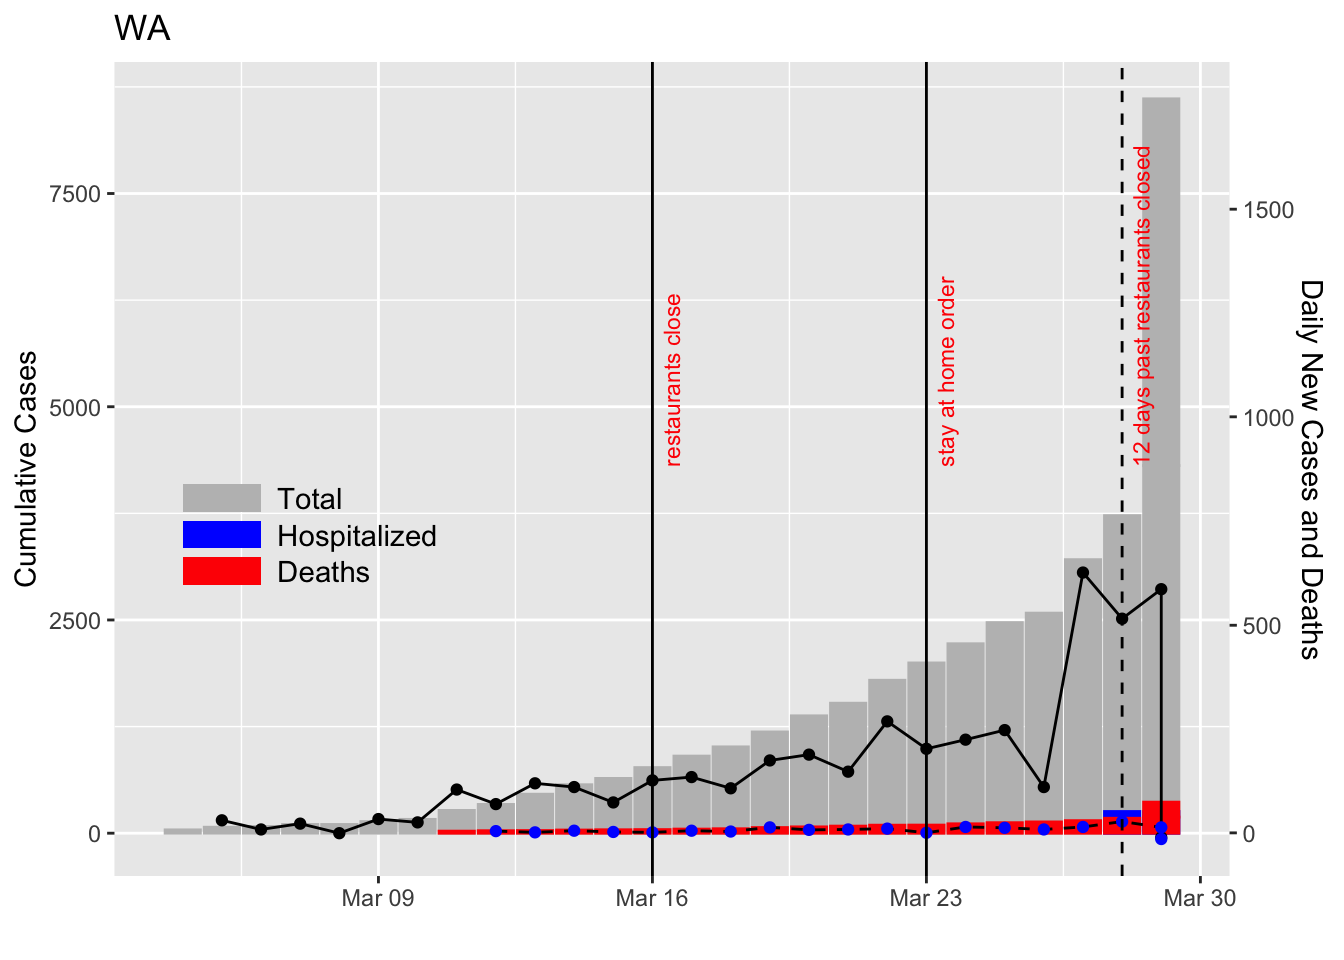 WA
Cumulative Cases
7500
5000
2500
0
Total
Hospitalized
Deaths
restaurants close
stay at home order
12 days past restaurants closed
1500
1000
500
0
Daily New Cases and Deaths
Mar 09
Mar 16
Mar 23
Mar 30